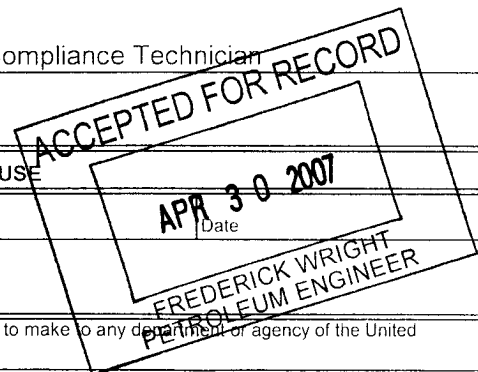 ompliance Technician
ACCEPTED FOR RECORD
USE
APR 30 2007
Date
FREDERICK WRIGHT
PETROLEUM ENGINEER
to make to any department or agency of the United